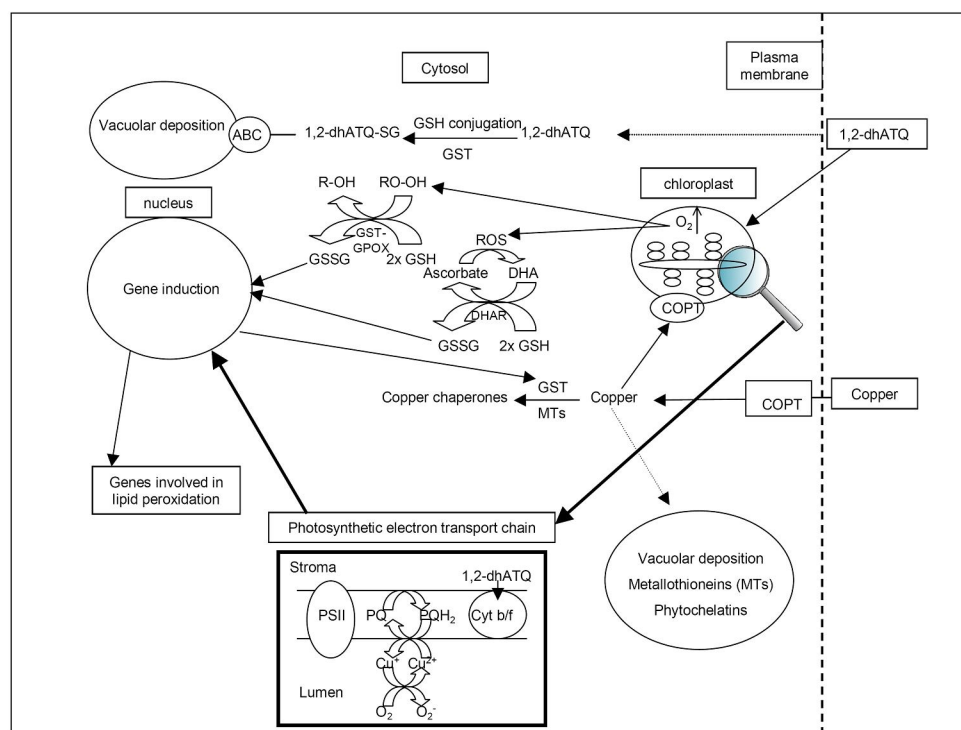 Cytosol
Plasma
membrane
Vacuolar deposition
ABC
1,2-dhATQ-SG
GSH conjugation
GST
1,2-dhATQ
1,2-dhATQ
nucleus
R-OH
RO-OH
GST-
GPOX
GSSG
2x GSH
chloroplast
O2
ROS
Ascorbate
DHA
DHAR
GSSG
2x GSH
COPT
Gene induction
GST
Copper chaperones
MTs
Copper
COPT
Copper
Genes involved in
lipid peroxidation
Photosynthetic electron transport chain
Stroma
1,2-dhATQ
PSII
PQ
PQH2
Cyt b/f
Cu+
Cu2+
Lumen
O2
O2-
Vacuolar deposition
Metallothioneins (MTs)
Phytochelatins